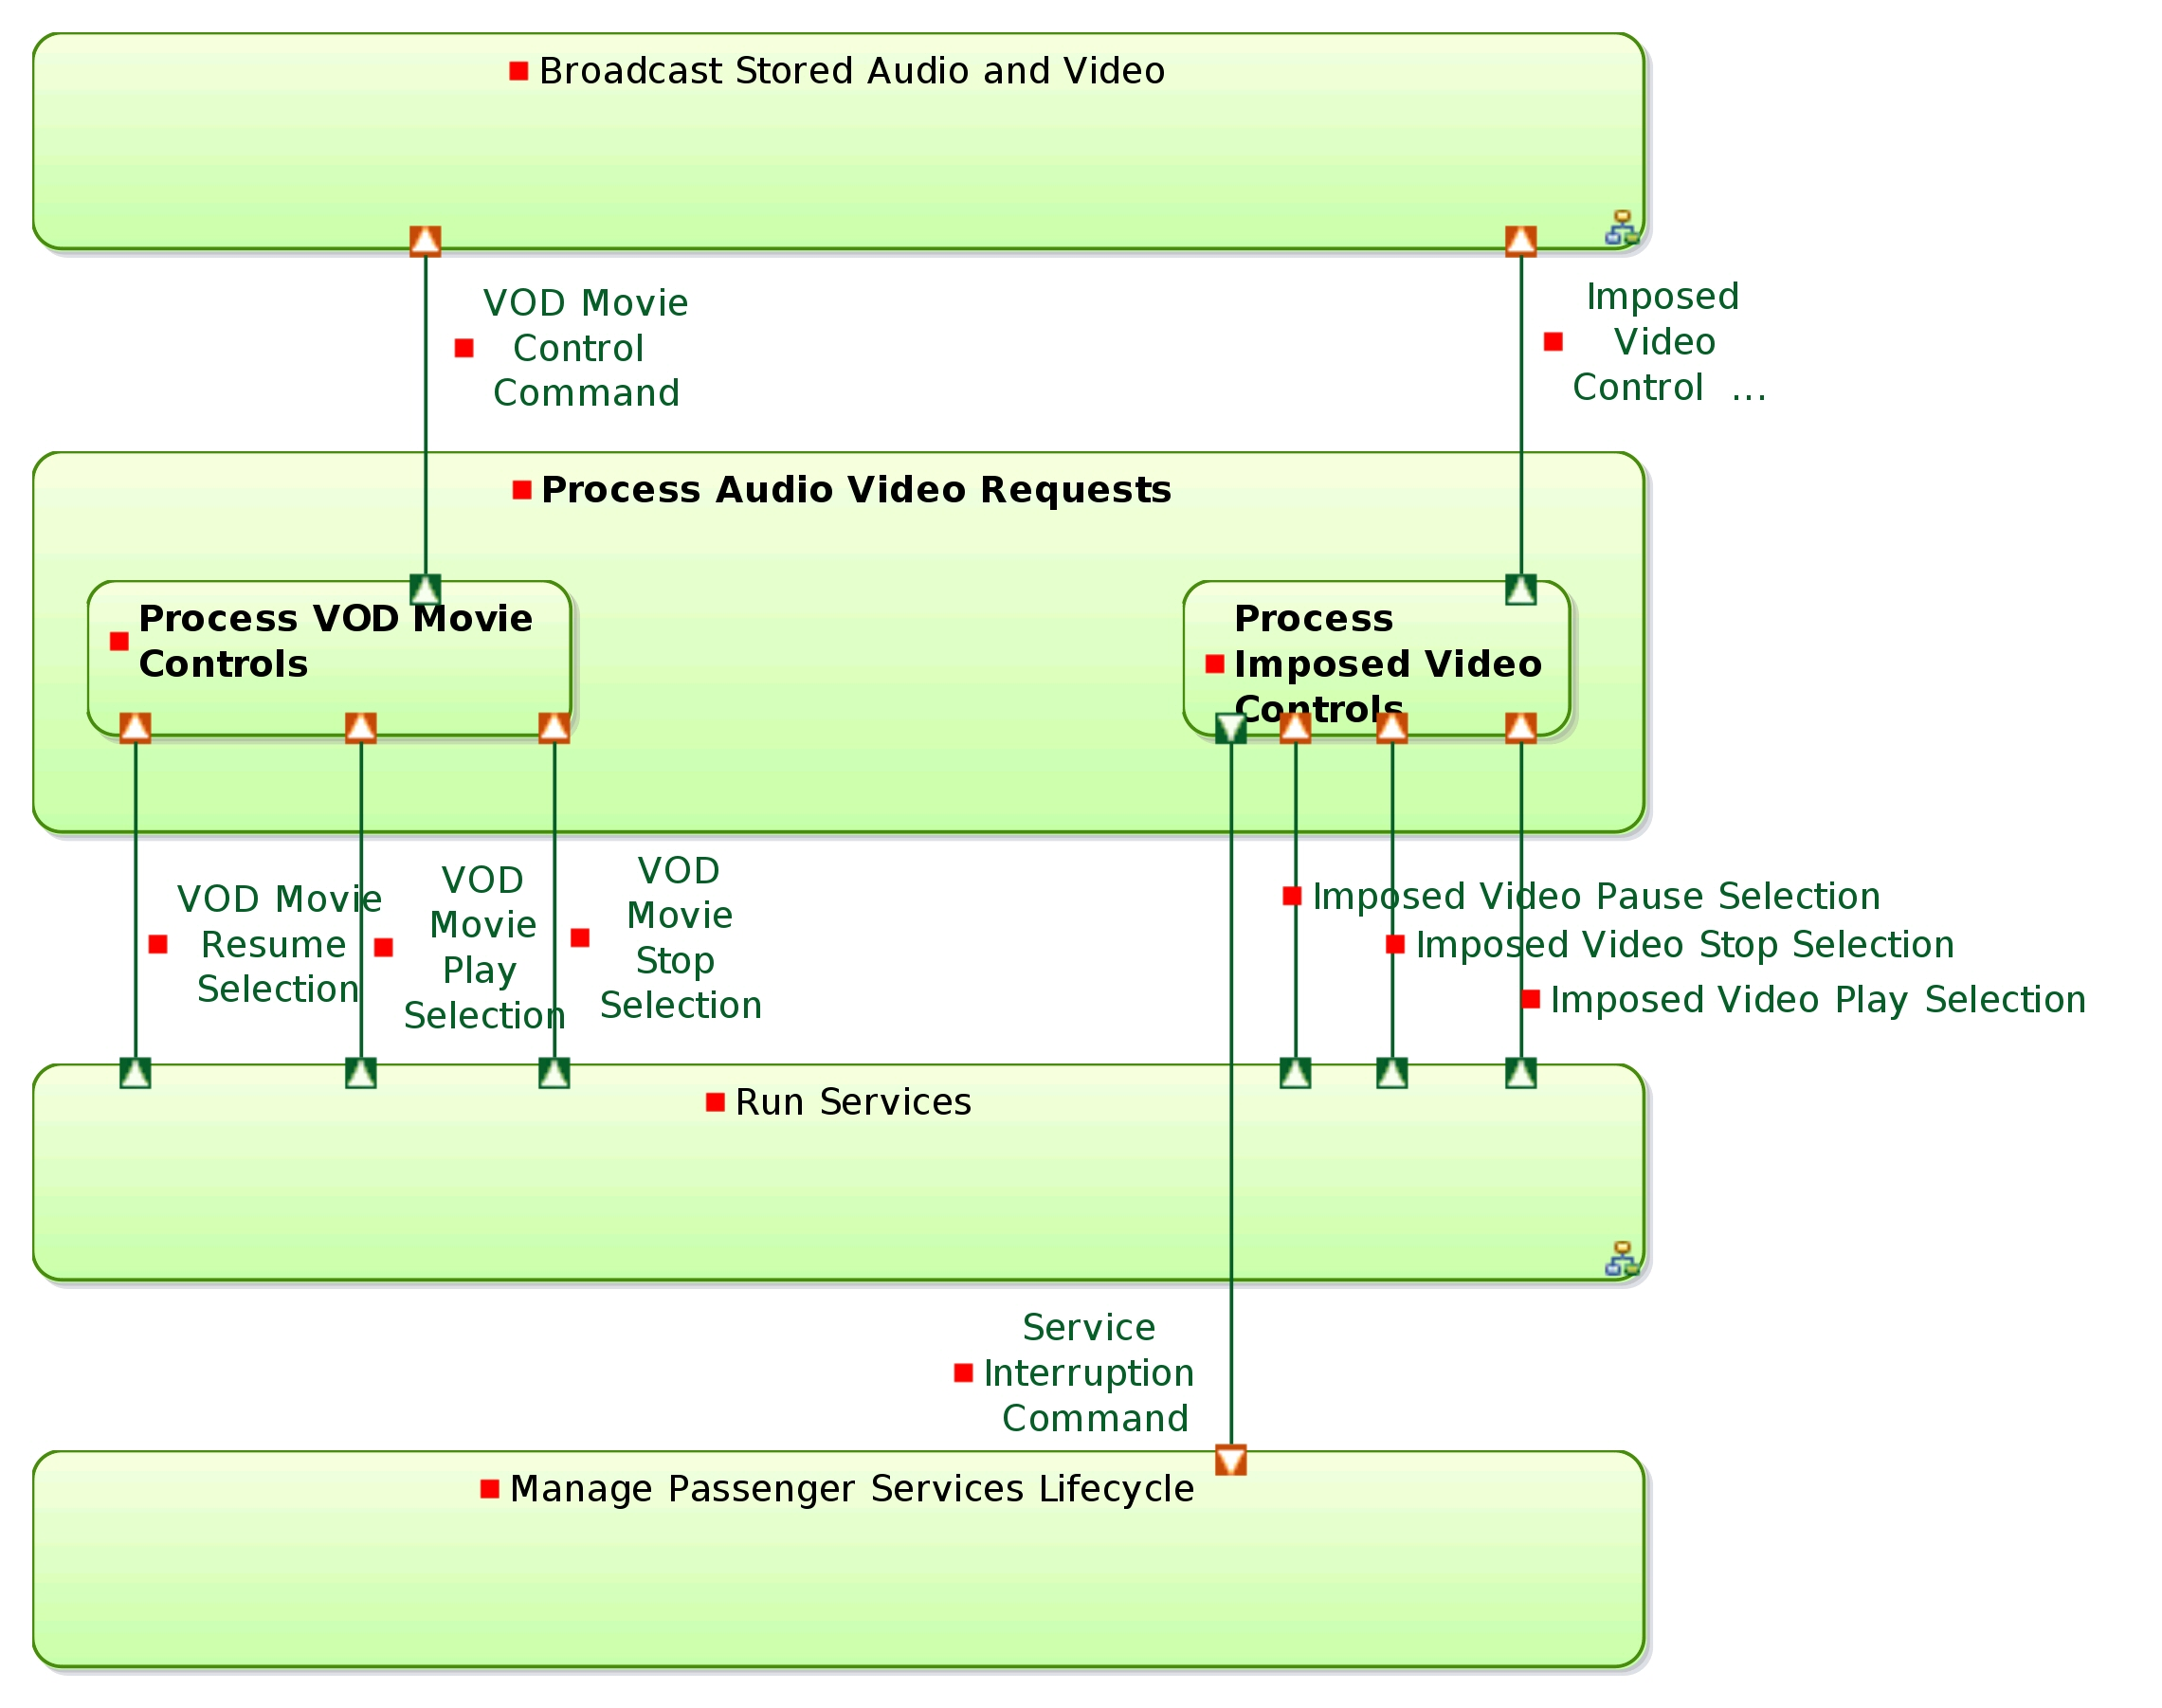 Broadcast Stored Audio and Video
VOD Movie
Control
Command
Imposed
Video
Control ...
Process Audio Video Requests
Process VOD Movie
Controls
Process
Imposed Video
Controls
VOD Movie
Resume
Selection
VOD
Movie
Play
Selection
VOD
Movie
Stop
Selection
Imposed Video Pause Selection
Imposed Video Stop Selection
Imposed Video Play Selection
Run Services
Service
Interruption
Command
Manage Passenger Services Lifecycle